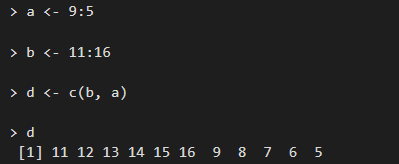 > a <- 9:5
> b <- 11:16
> d <- c(b, a)
> d
[1] 11 12 13 14 15 16  9  8  7  6  5